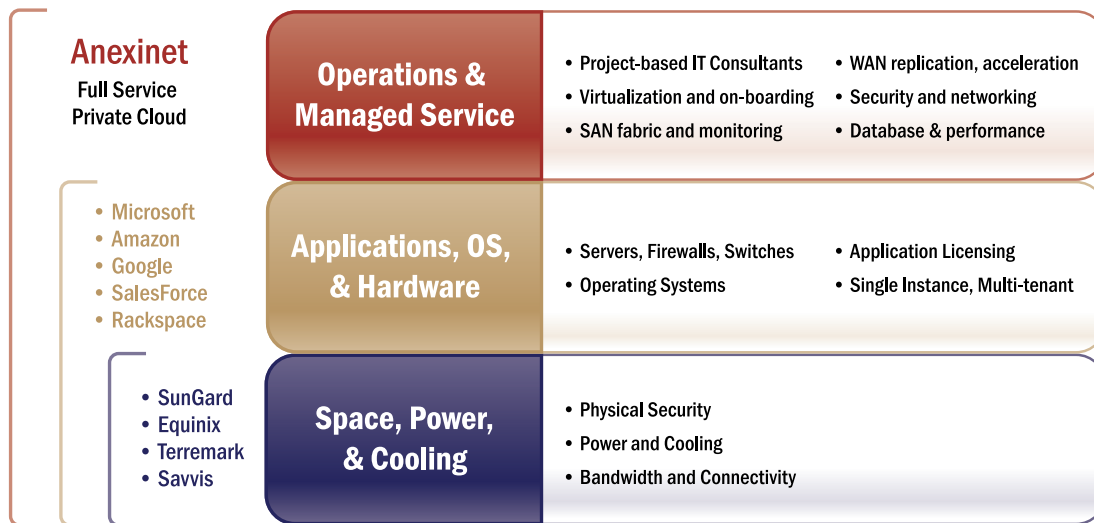 Anexinet
Full Service
Private Cloud
Operations &
Managed Service
• Project-based IT Consultants
• Virtualization and on-boarding
• SAN fabric and monitoring
• WAN replication, acceleration
• Security and networking
• Database & performance
• Microsoft
• Amazon
• Google
• SalesForce
• Rackspace
Applications, OS,
& Hardware
• Servers, Firewalls, Switches
• Operating Systems
• Application Licensing
• Single Instance, Multi-tenant
• SunGard
• Equinix
• Terremark
• Savvis
Space, Power,
& Cooling
• Physical Security
• Power and Cooling
• Bandwidth and Connectivity